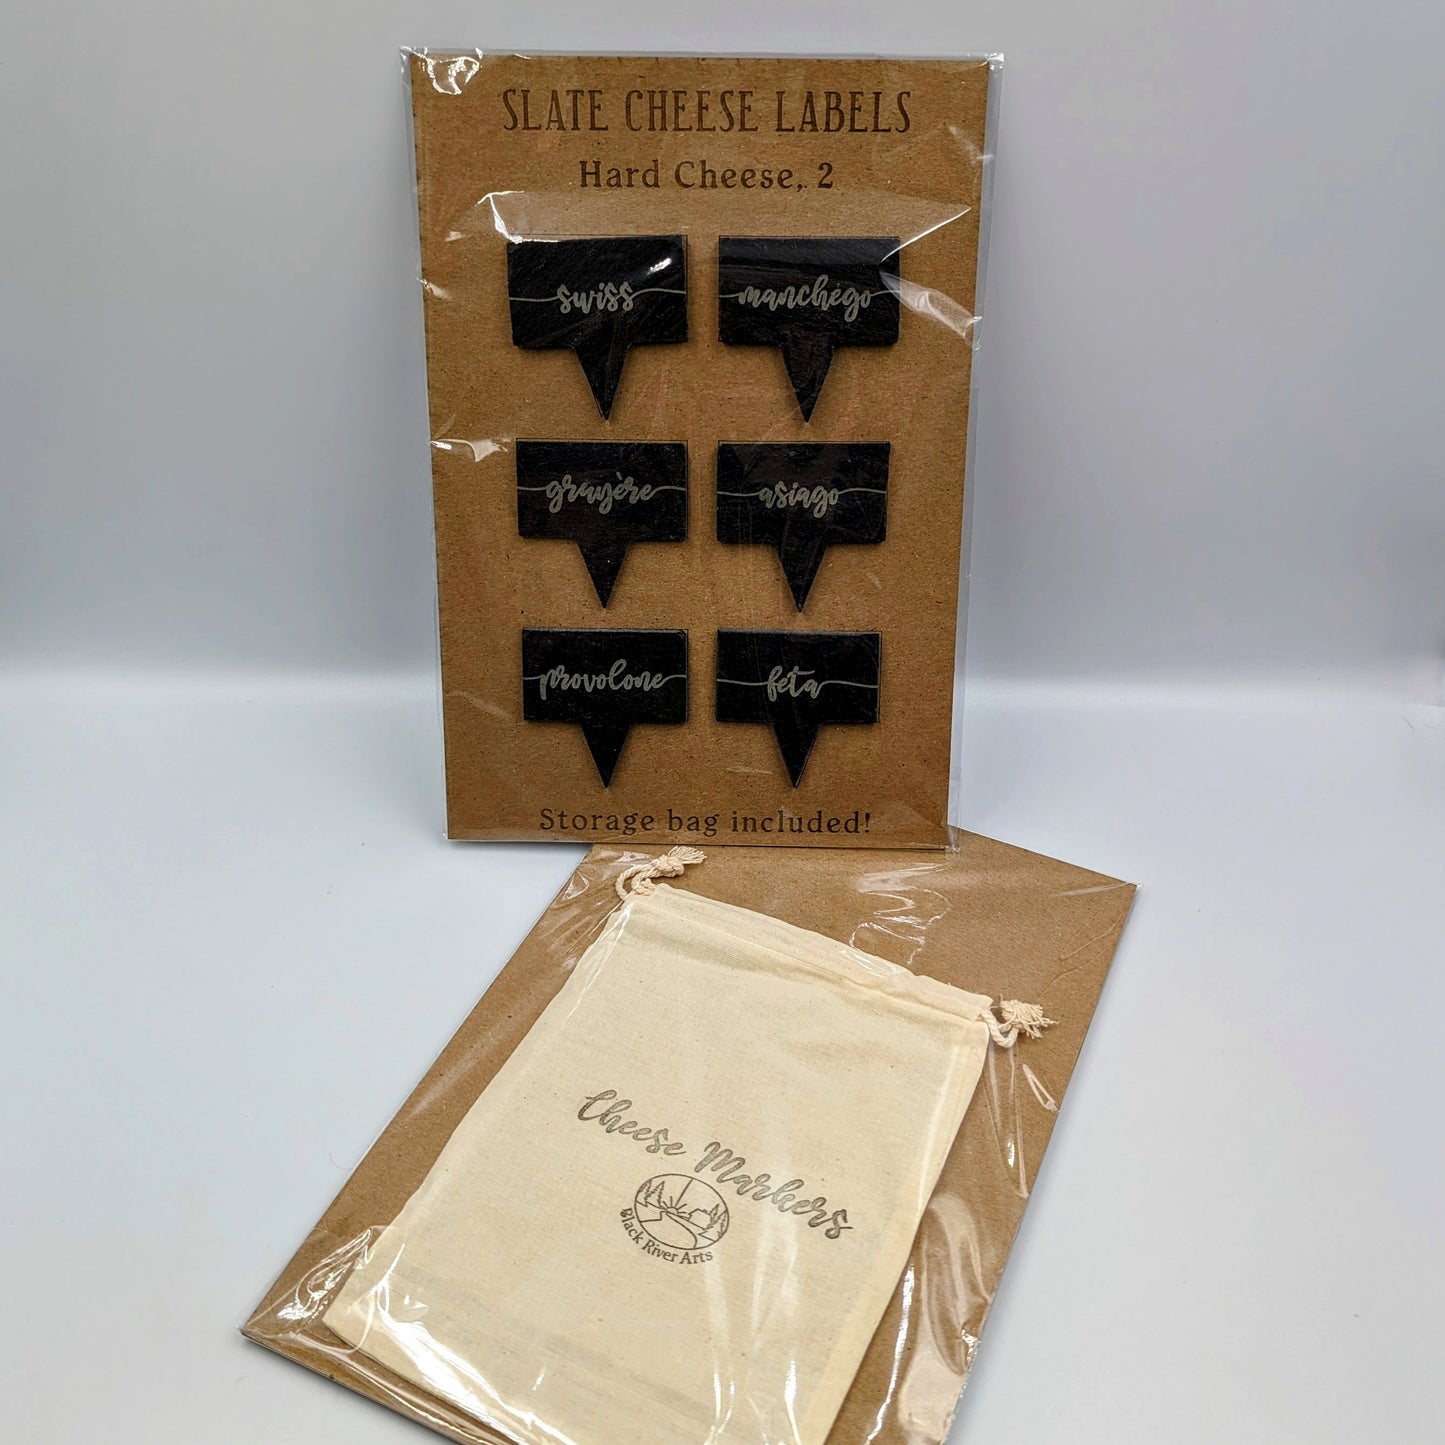 SLATE CHEESE LABELS
Hard Cheese, 2
swiss
manchego
grayère
asiago
provolone
feta
Storage bag included!
Cheese Markers
Black River Arts